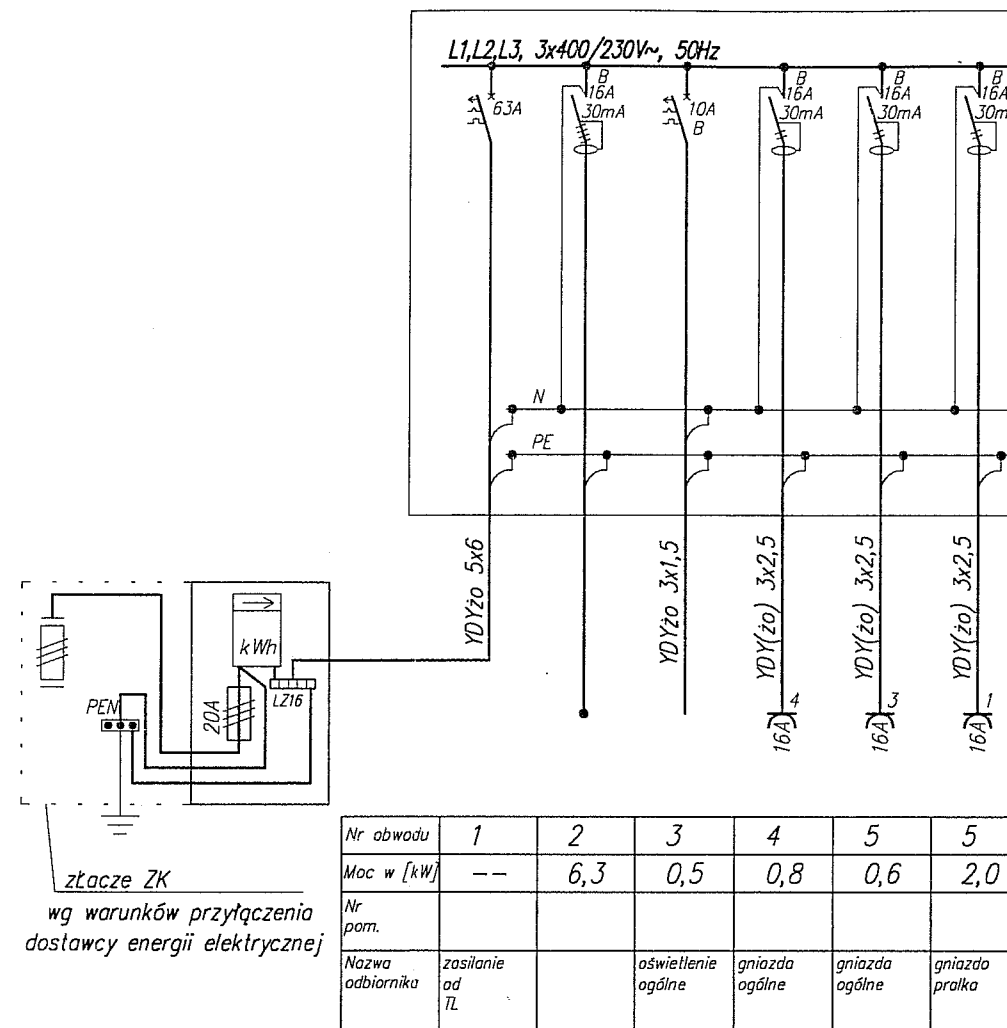 L1,L2,L3, 3x400/230V~, 50Hz
63A
B
16A
30mA
10A
B
B
16A
30mA
B
16A
30mA
B
16A
30m
N
PE
YDYżo 5x6
YDYżo 3x1,5
YDY(żo) 3x2,5
YDY(żo) 3x2,5
YDY(żo) 3x2,5
kWh
LZ16
20A
PEN
4
16A
3
16A
1
16A
złącze ZK
wg warunków przyłączenia
dostawcy energii elektrycznej
Nr obwodu 1 2 3 4 5 5
Moc w [kW] -- 6,3 0,5 0,8 0,6 2,0
Nr
pom.
Nazwa zasilanie oświetlenie gniazda gniazda gniazdo
odbiornika od ogólne ogólne ogólne pralka
TL